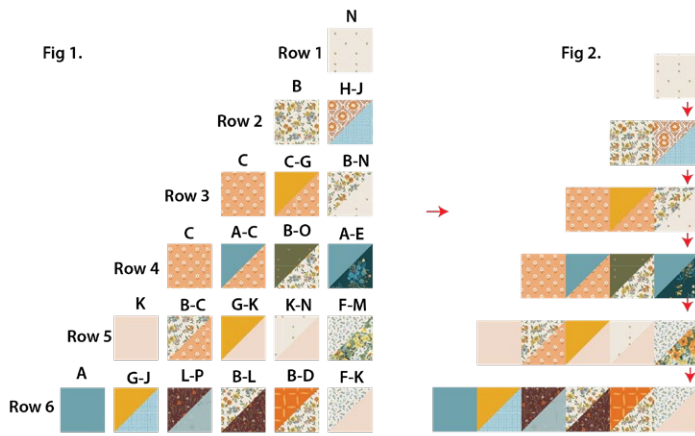 Fig 1.
N
Fig 2.
Row 1
B H-J
Row 2
C C-G B-N
Row 3
C A-C B-O A-E
Row 4
K B-C G-K K-N F-M
Row 5
A G-J L-P B-L B-D F-K
Row 6